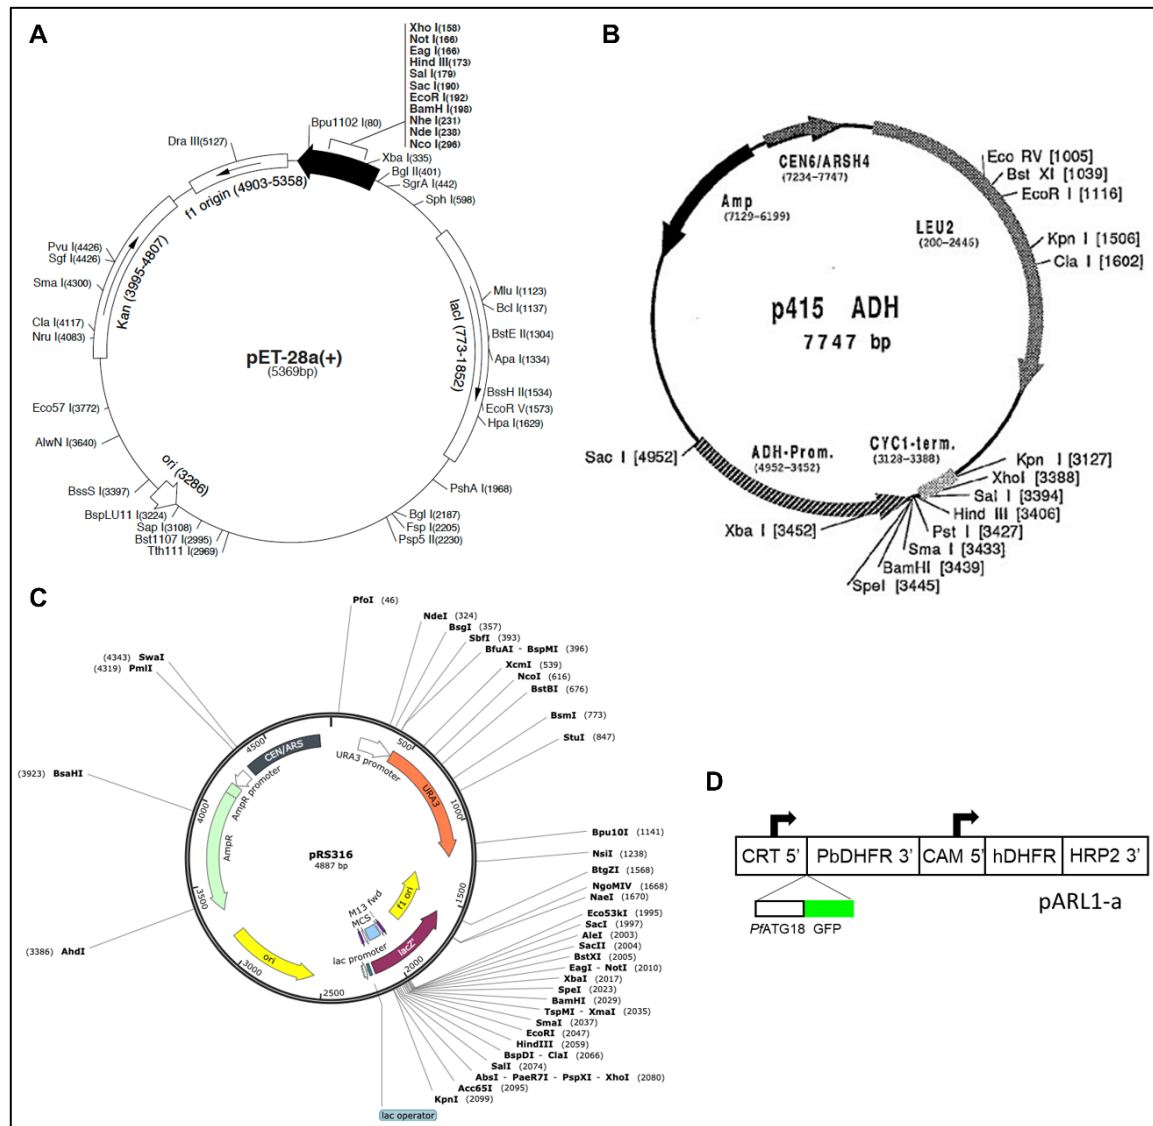 A
Xho I(158)
Not I(166)
Eag I(166)
Hind III(173)
Sal I(179)
Sac I(190)
EcoR I(192)
BamH I(198)
Nhe I(231)
Nde I(238)
Nco I(296)
Bpu1102 I(80)
Dra III(5127)
Xba I(335)
Bgl II(401)
SgrA I(442)
Sph I(598)
f1 origin (4903-5358)
Pvu I(4426)
Sgf I(4426)
Sma I(4300)
Kan (3995-4807)
Cla I(4117)
Nru I(4083)
Mlu I(1123)
Bcl I(1137)
lacI (773-1852)
BstE II(1304)
Apa I(1334)
pET-28a(+)
(5369bp)
BssH II(1534)
EcoR V(1573)
Hpa I(1629)
Eco57 I(3772)
AlwN I(3640)
ori (3286)
BssS I(3397)
PshA I(1968)
BspLU11 I(3224)
Sap I(3108)
Bst1107 I(2995)
Tth111 I(2969)
Bgl I(2187)
Fsp I(2205)
Psp5 II(2230)
B
CEN6/ARSH4
(7234-7747)
Amp
(7129-6199)
Eco RV [1005]
Bst XI [1039]
EcoR I [1116]
LEU2
(200-2446)
Kpn I [1506]
Cla I [1602]
p415 ADH
7747 bp
Sac I [4952]
ADH-Prom.
(4952-3452)
CYC1-term.
(3128-3388)
Kpn I [3127]
XhoI [3388]
Sal I [3394]
Hind III [3406]
Pst I [3427]
Sma I [3433]
BamHI [3439]
SpeI [3445]
Xba I [3452]
C
PfoI (46)
NdeI (324)
BsgI (357)
SbfI (393)
BfuAI - BspMI (396)
XcmI (539)
NcoI (616)
BstBI (676)
BsmI (773)
StuI (847)
(4343) SwaI
(4319) PmlI
(3923) BsaHI
(3386) AhdI
4500
500
4000
1000
3500
1500
3000
2500
2000
CEN/ARS
URA3 promoter
URA3
AmpR promoter
AmpR
pRS316
4887 bp
M13 fwd
MCS
f1 ori
lac promoter
lacZ'
ori
Bpu10I (1141)
NsiI (1238)
BtgZI (1568)
NgoMIV (1668)
NaeI (1670)
Eco53kI (1995)
SacI (1997)
AleI (2003)
SacII (2004)
BstXI (2005)
EagI - NotI (2010)
XbaI (2017)
SpeI (2023)
BamHI (2029)
TspMI - XmaI (2035)
SmaI (2037)
EcoRI (2047)
HindIII (2059)
BspDI - ClaI (2066)
SalI (2074)
AbsI - PaeR7I - PspXI - XhoI (2080)
Acc65I (2095)
KpnI (2099)
lac operator
D
CRT 5' PbDHFR 3' CAM 5' hDHFR HRP2 3'
PfATG18 GFP
pARL1-a